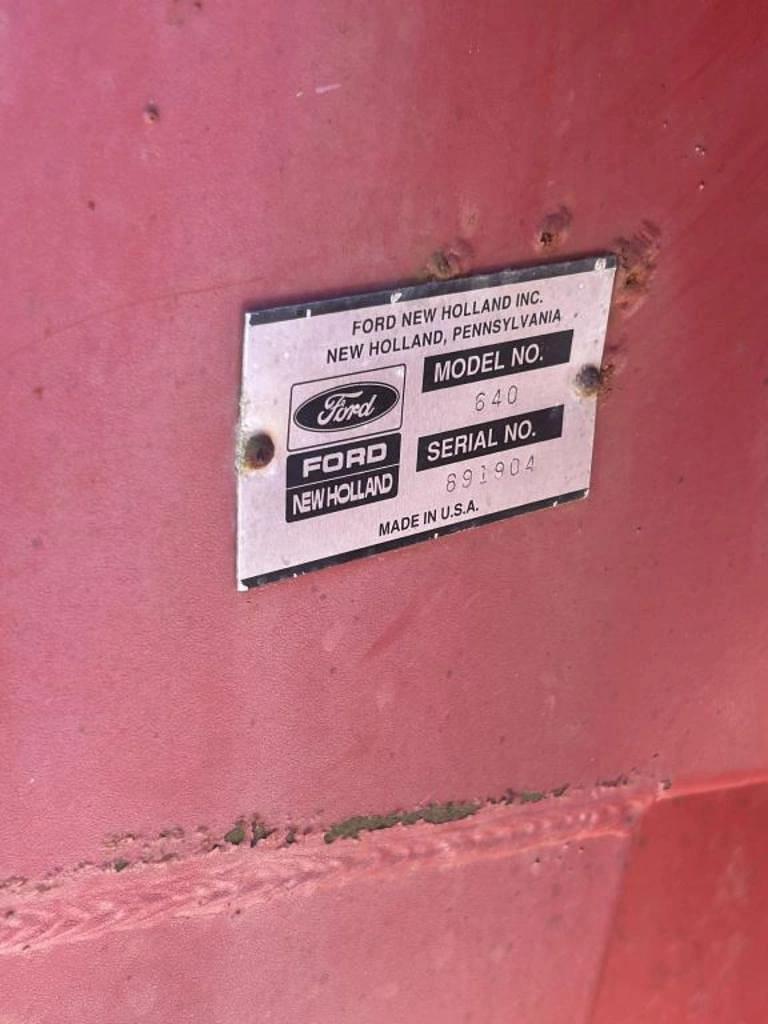 FORD NEW HOLLAND INC.
NEW HOLLAND, PENNSYLVANIA
MODEL NO.
640
Ford
FORD
NEW HOLLAND
SERIAL NO.
891904
MADE IN U.S.A.